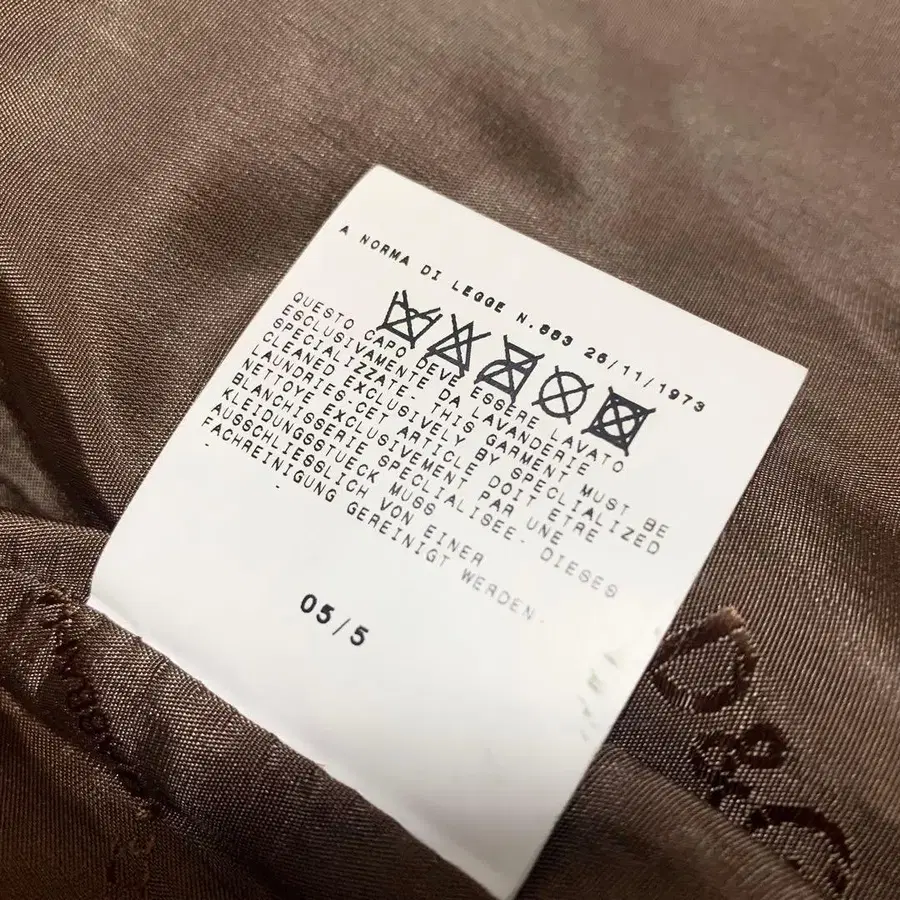 A NORMA DI LEGGE N.883 26/11/1973
QUESTO CAPO DEVE ESSERE LAVATO
ESCLUSIVAMENTE DA LAVANDERIE
SPECIALIZZATE- THIS GARMENT MUST BE
CLEANED EXCLUSIVELY BY SPECLIALIZED
LAUNDRIES-CET ARTICLE DOIT ETRE
NETTOYE EXCLUSIVEMENT PAR UNE
BLANCHISSERIE SPECLIALISEE- DIESES
KLEIDUNGSSTUECK MUSS
AUSSCHLIESSLICH VON EINER
FACHREINIGUNG GEREINIGT WERDEN.
05/5
D&G